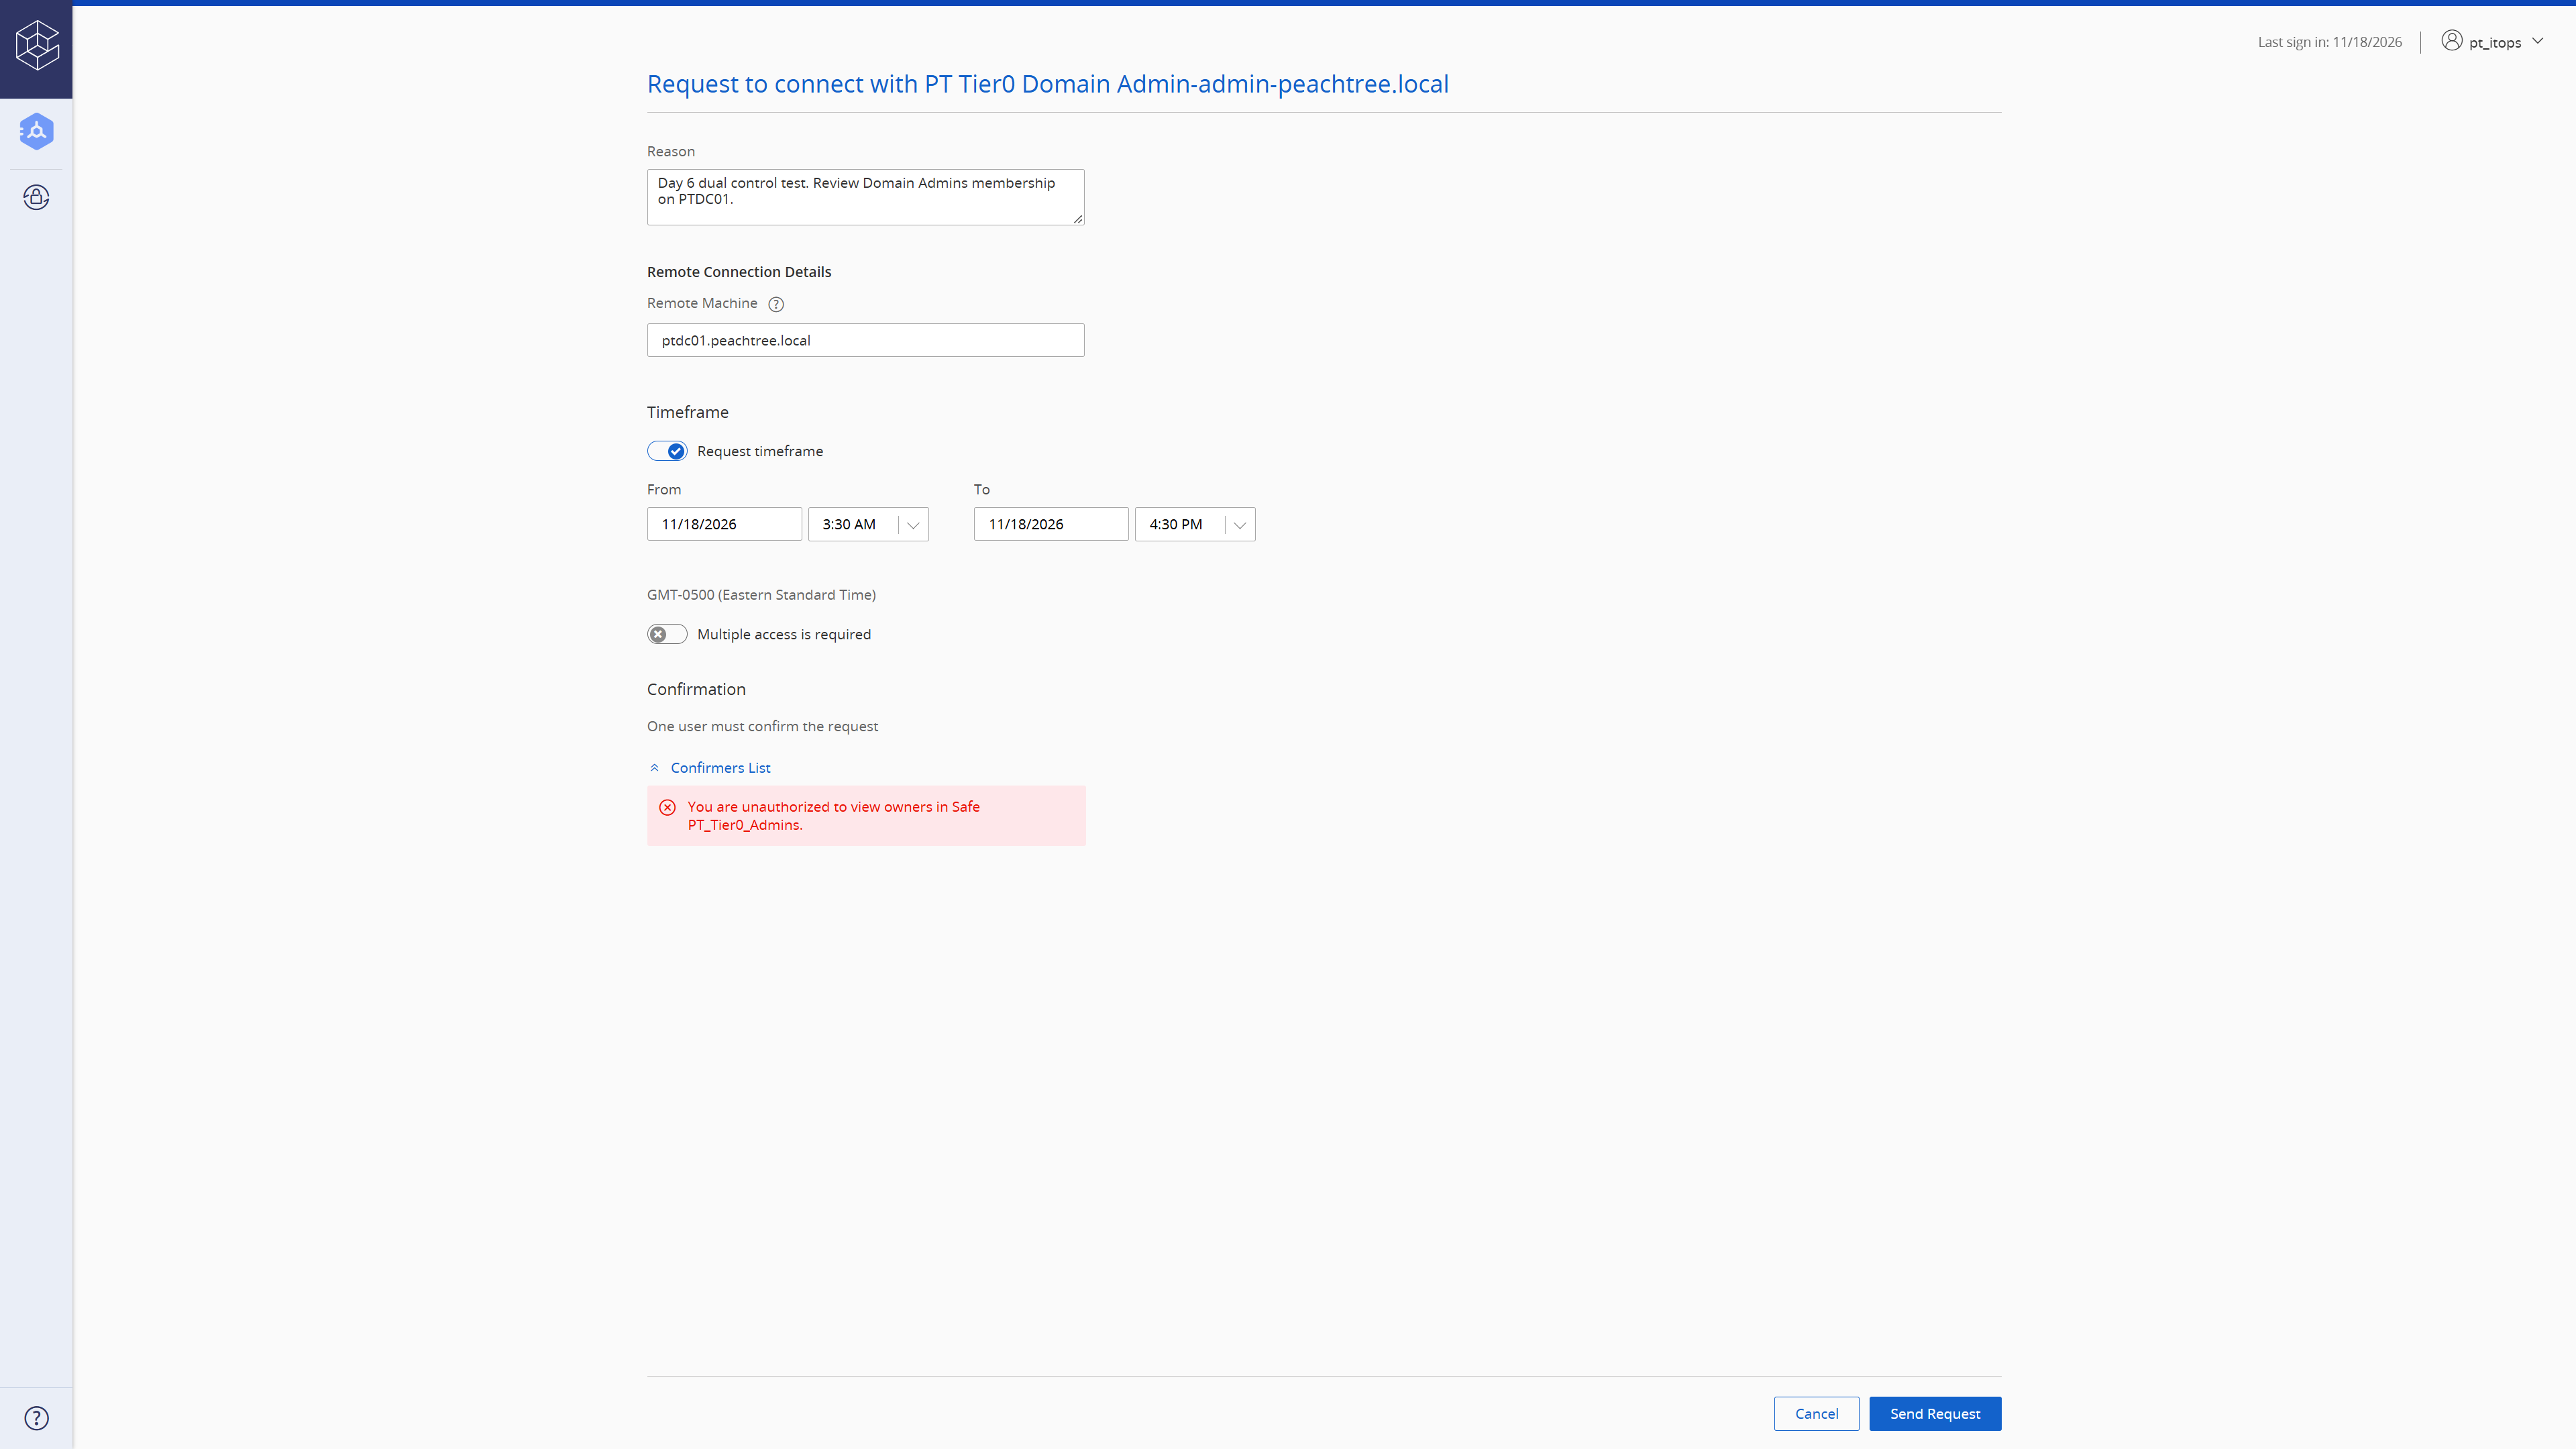 Last sign in: 11/18/2026
pt_itops
Request to connect with PT Tier0 Domain Admin-admin-peachtree.local
Reason
Day 6 dual control test. Review Domain Admins membership
on PTDC01.
Remote Connection Details
Remote Machine ?
ptdc01.peachtree.local
Timeframe
Request timeframe
From To
11/18/2026 3:30 AM 11/18/2026 4:30 PM
GMT-0500 (Eastern Standard Time)
Multiple access is required
Confirmation
One user must confirm the request
Confirmers List
You are unauthorized to view owners in Safe
PT_Tier0_Admins.
?
Cancel Send Request